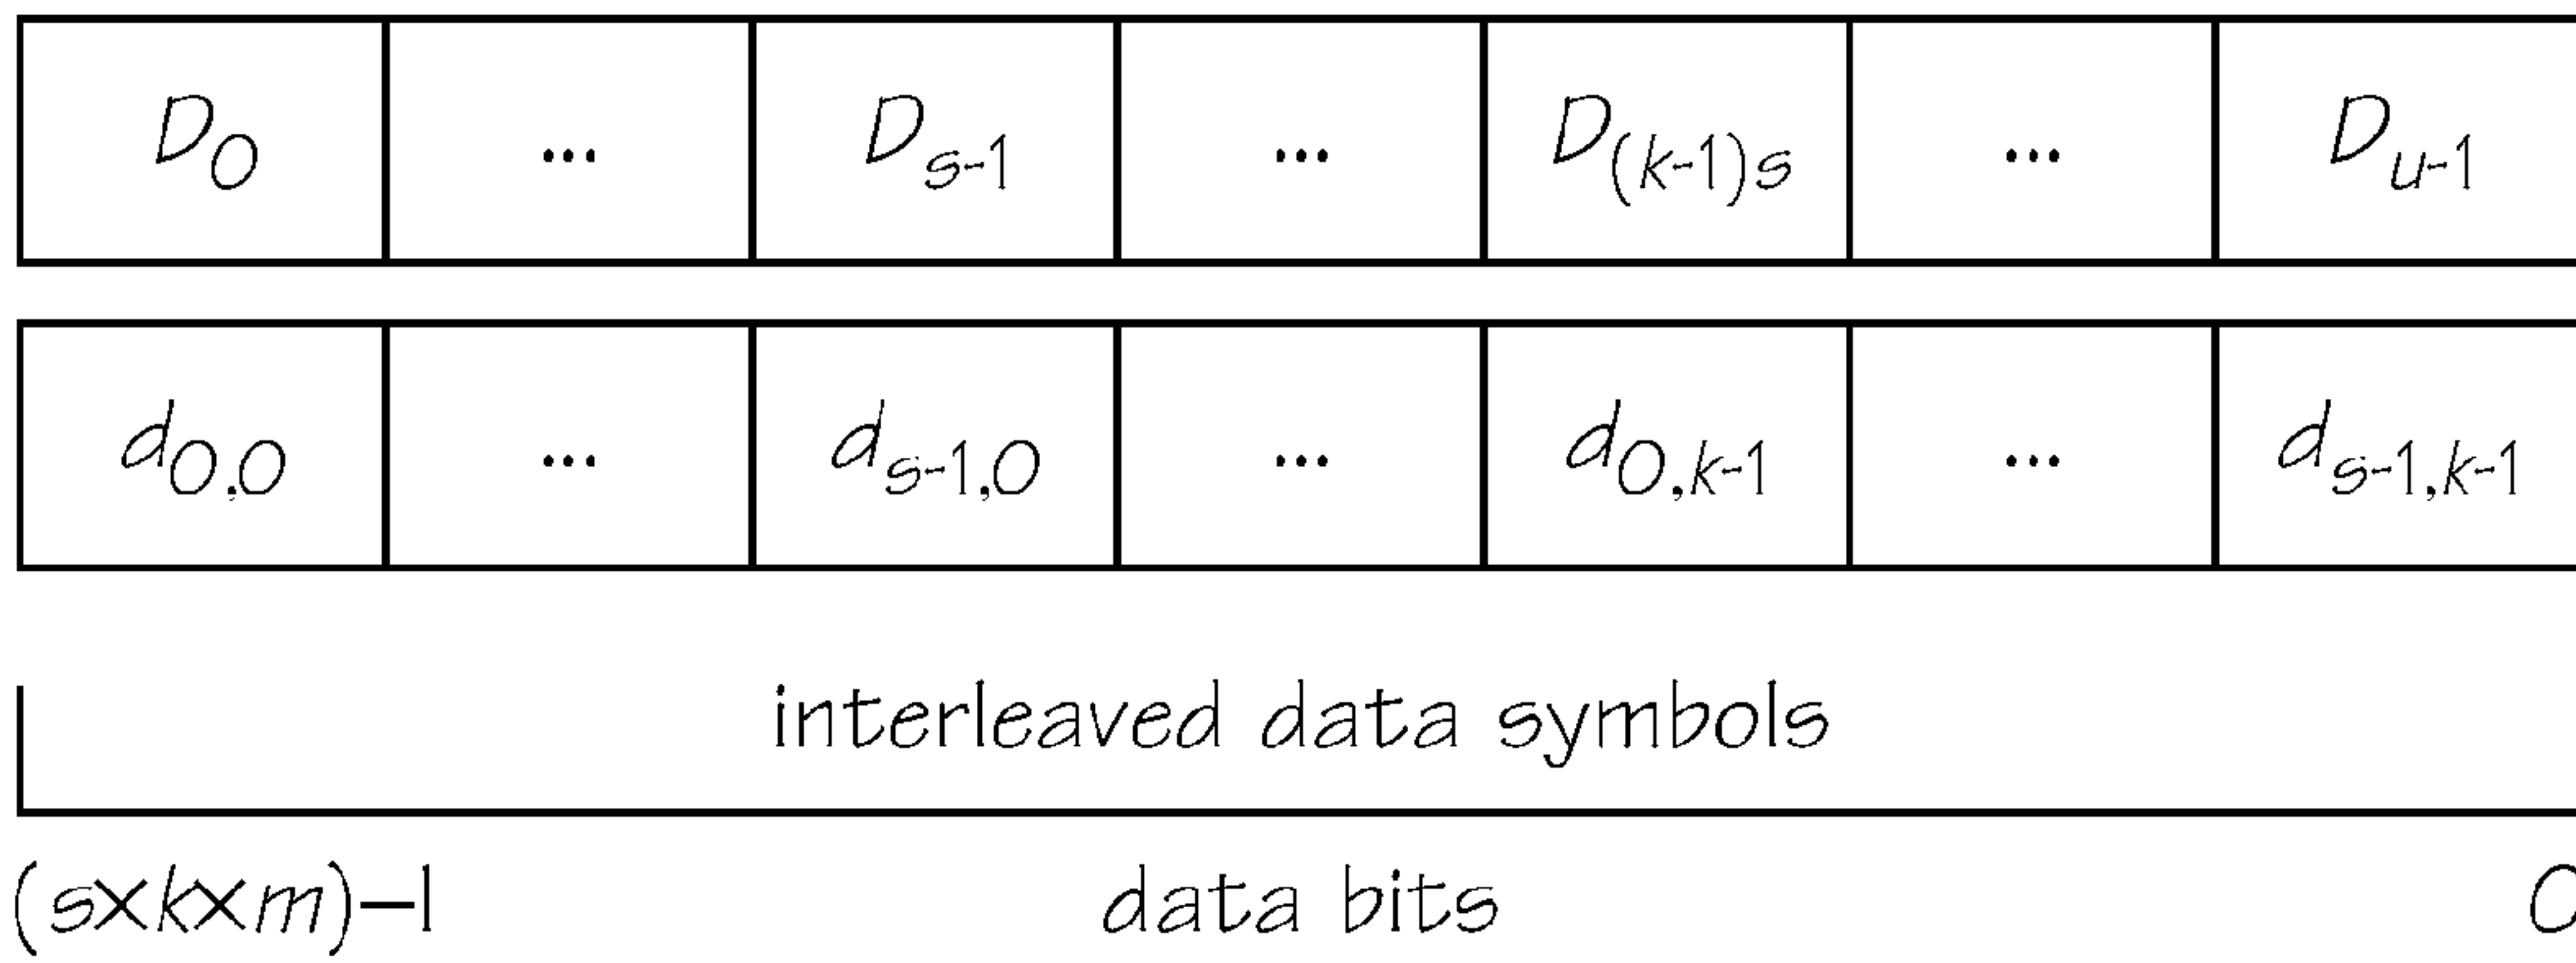 D0 ... Ds-1 ... D(k-1)s ... Du-1
d0,0 ... ds-1,0 ... d0,k-1 ... ds-1,k-1
interleaved data symbols
(s×k×m)–1 data bits 0